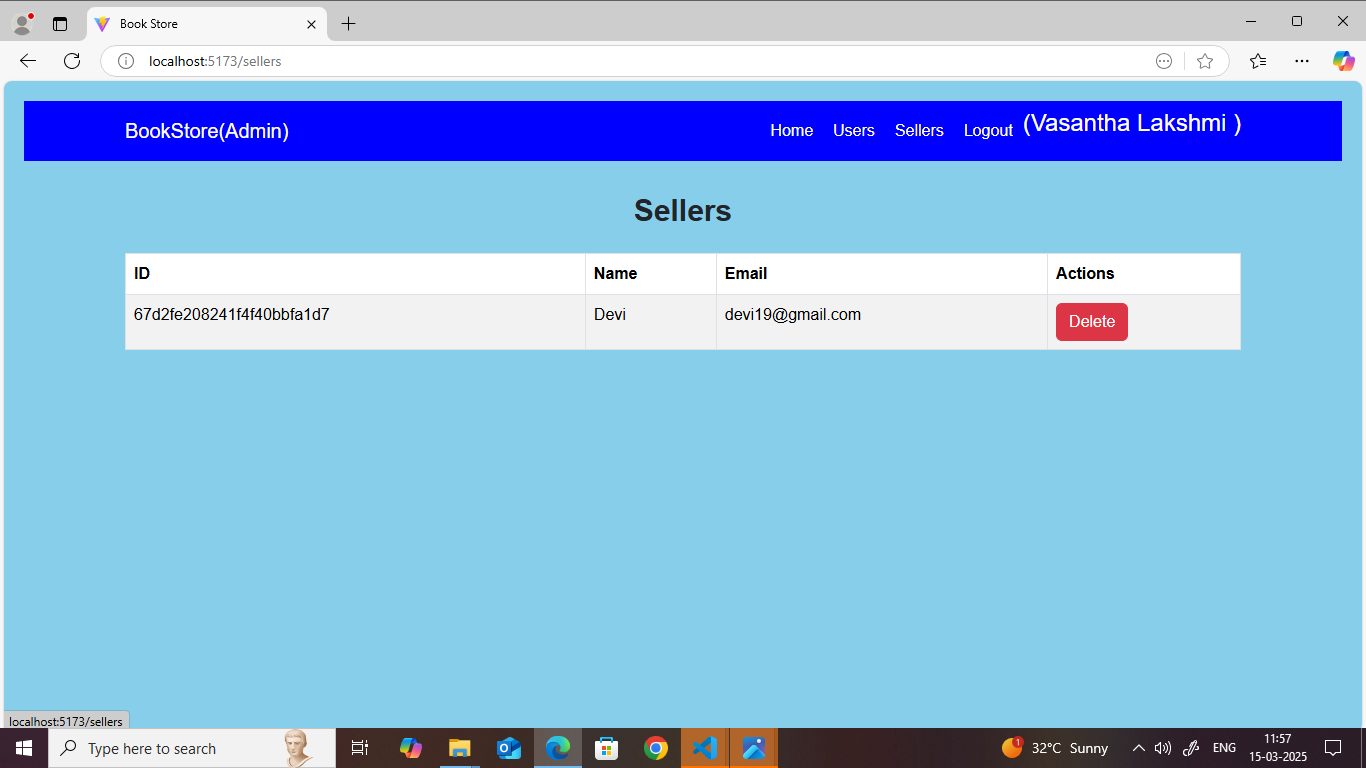 Book Store
localhost:5173/sellers
BookStore(Admin) Home Users Sellers Logout (Vasantha Lakshmi )
Sellers
ID Name Email Actions
67d2fe208241f4f40bbfa1d7 Devi devi19@gmail.com Delete
localhost:5173/sellers
Type here to search 1 32°C Sunny ENG 11:57
15-03-2025